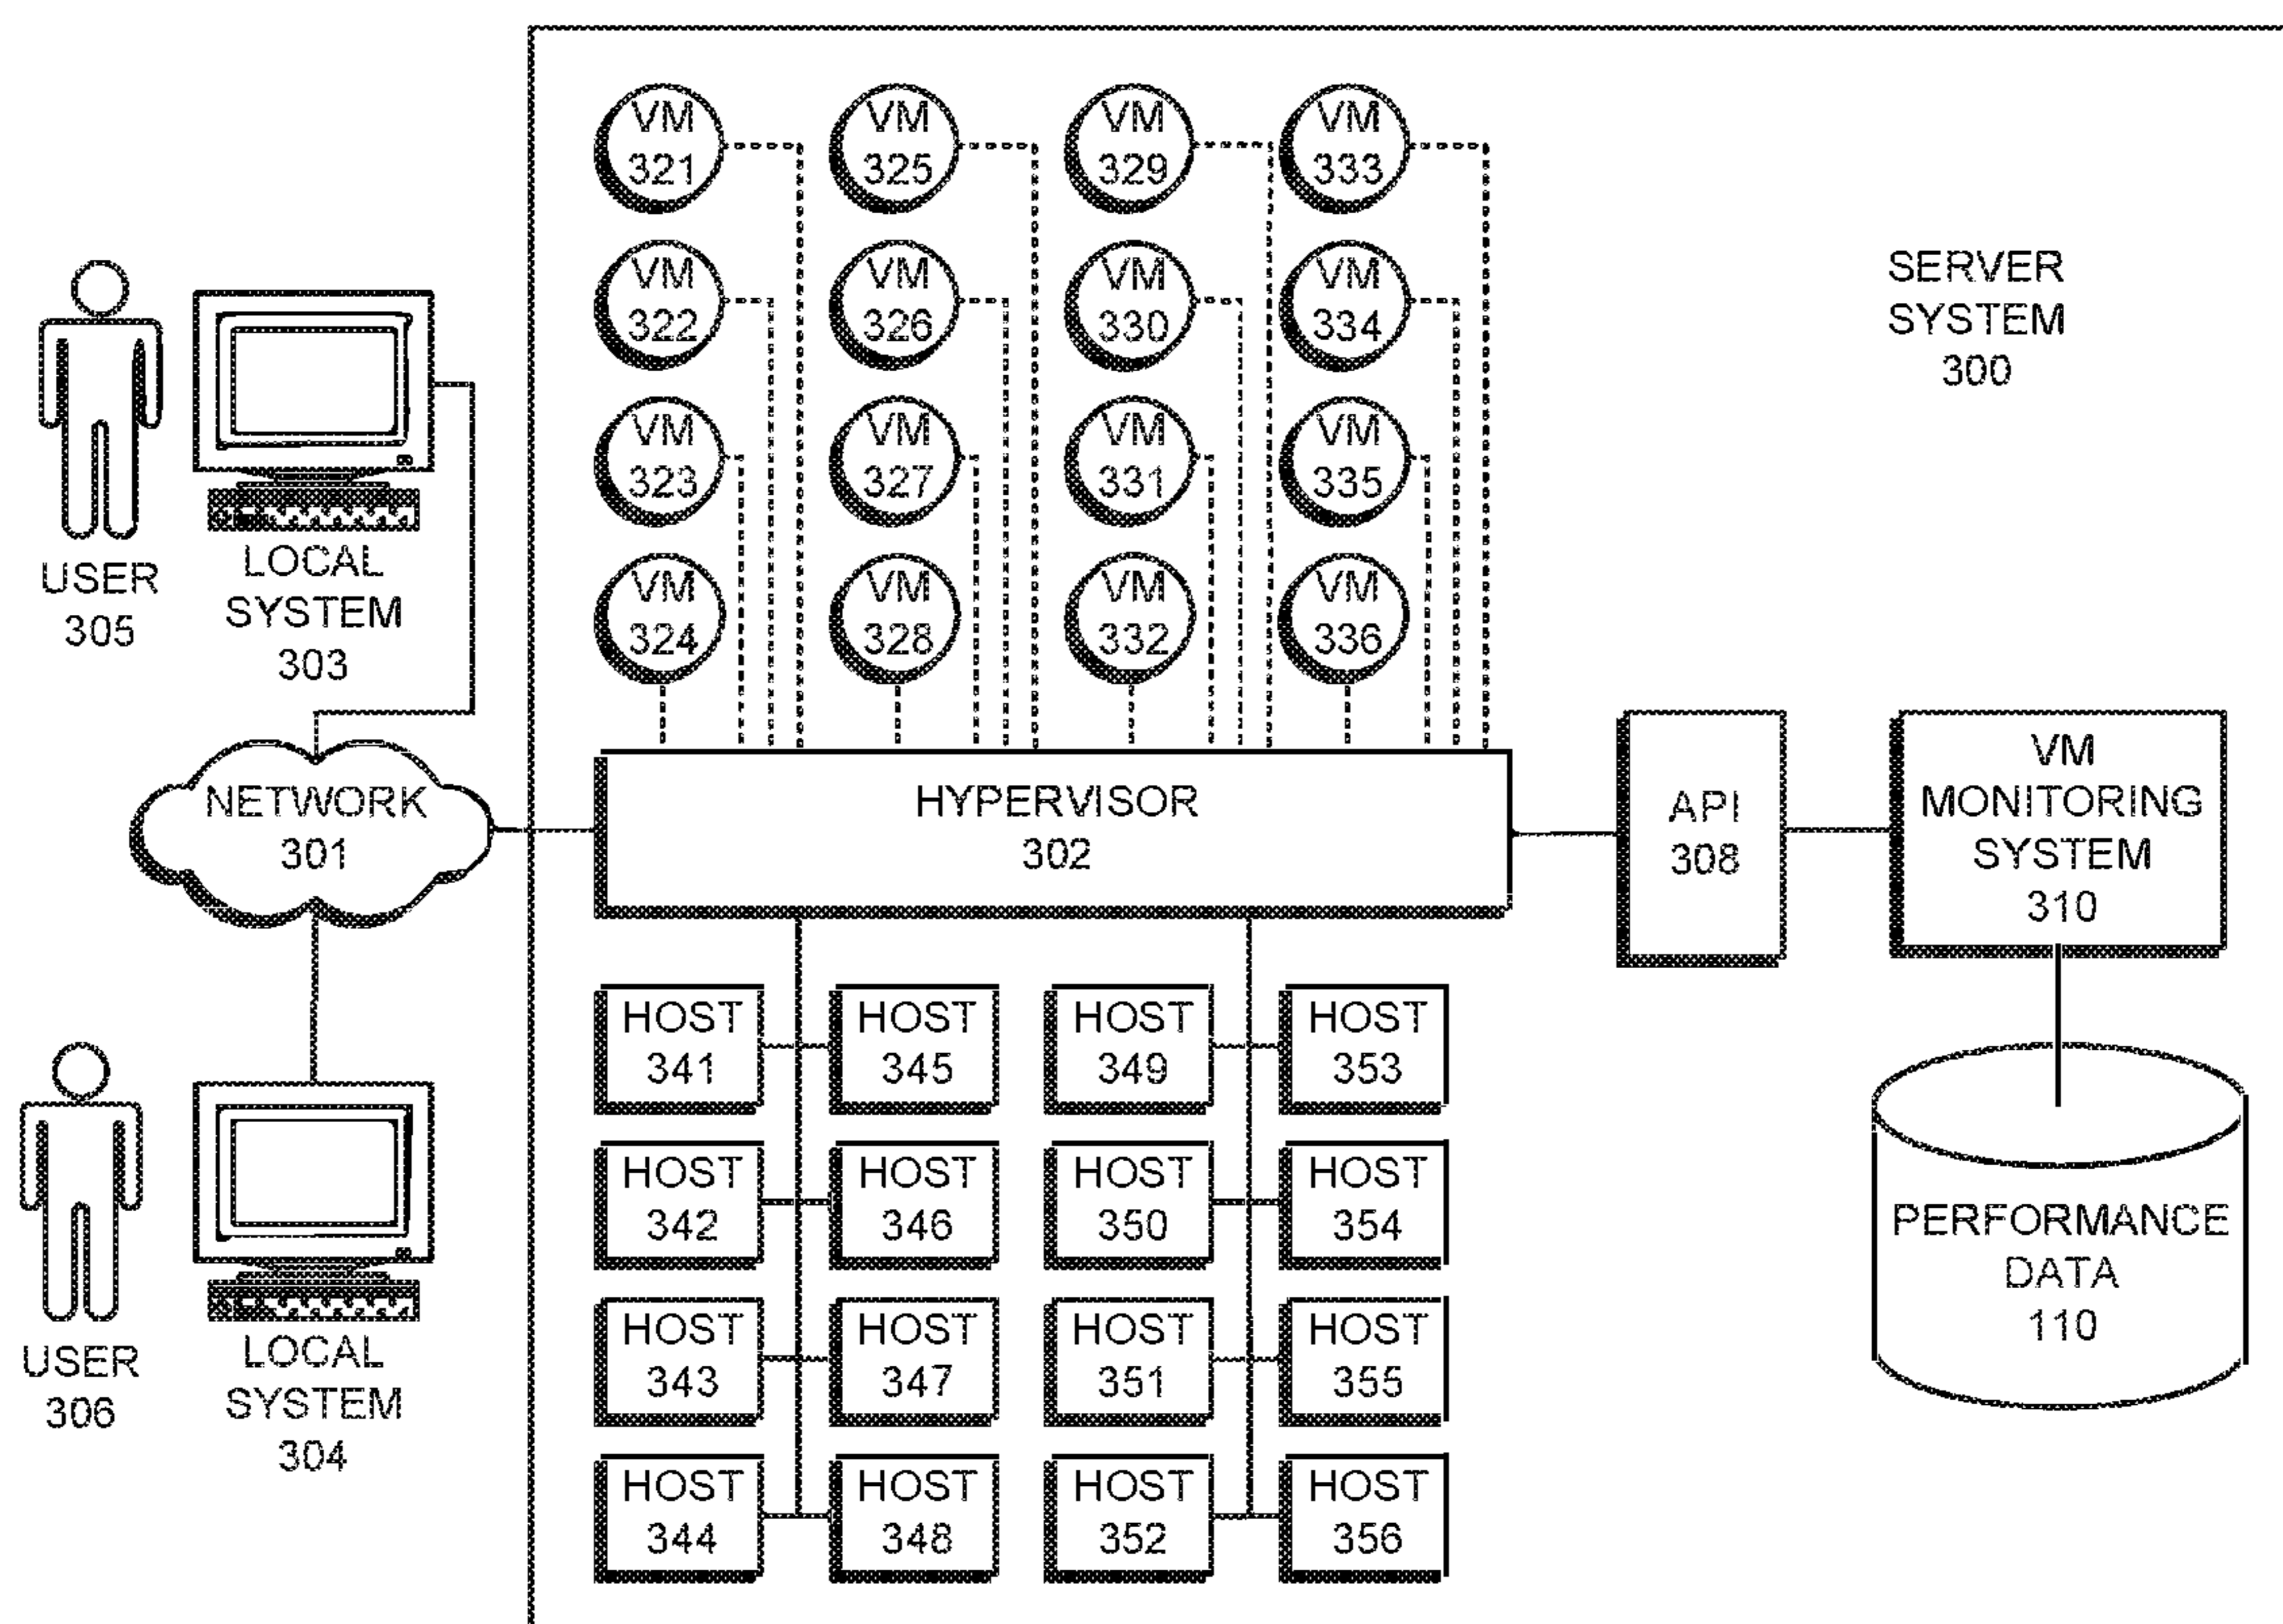 VM
321
VM
325
VM
329
VM
333
VM
322
VM
326
VM
330
VM
334
VM
323
VM
327
VM
331
VM
335
VM
324
VM
328
VM
332
VM
336
SERVER
SYSTEM
300
USER
305
LOCAL
SYSTEM
303
NETWORK
301
HYPERVISOR
302
API
308
VM
MONITORING
SYSTEM
310
HOST
341
HOST
345
HOST
349
HOST
353
HOST
342
HOST
346
HOST
350
HOST
354
HOST
343
HOST
347
HOST
351
HOST
355
HOST
344
HOST
348
HOST
352
HOST
356
PERFORMANCE
DATA
110
USER
306
LOCAL
SYSTEM
304